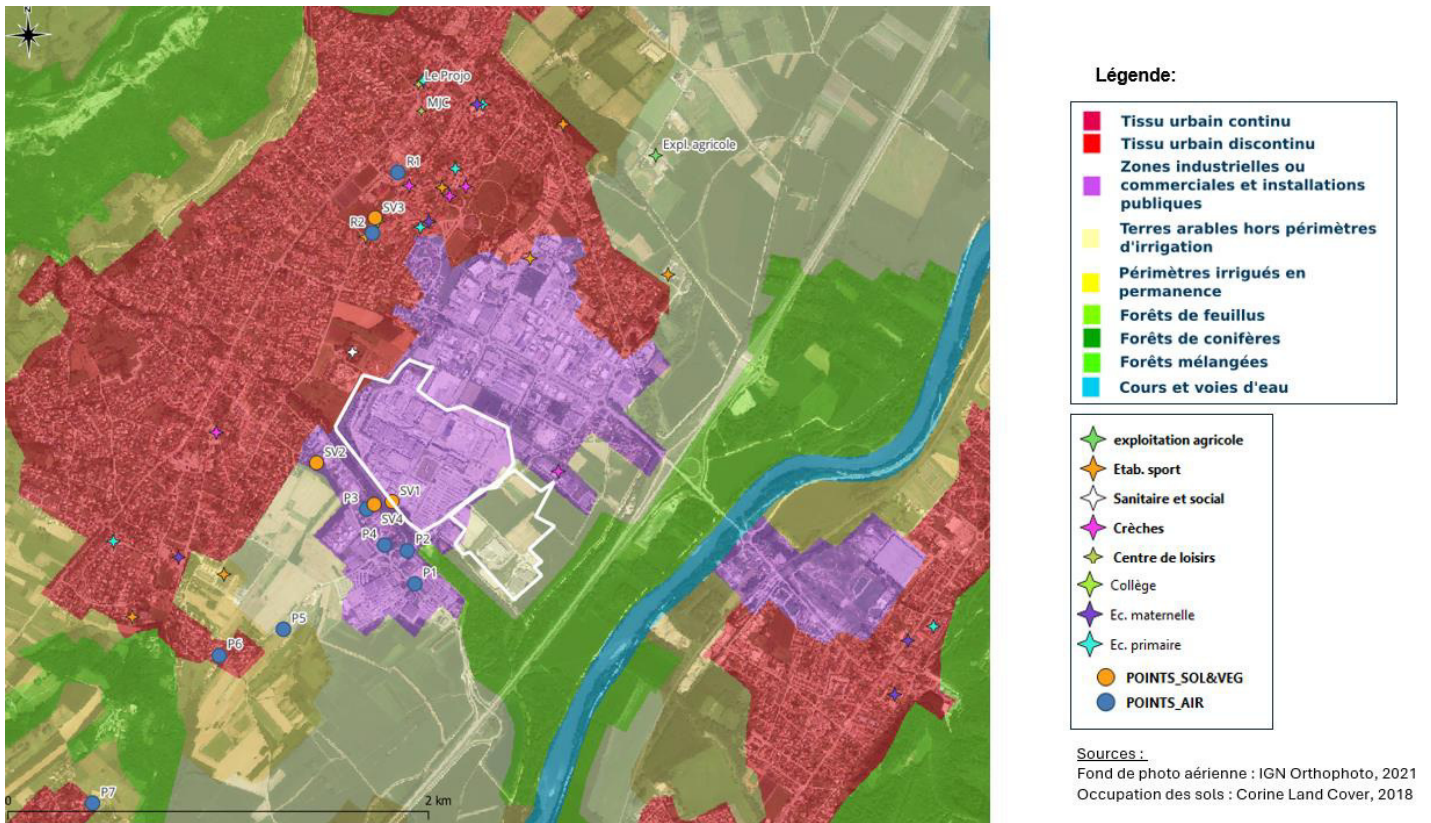 N
Le Projo
MJC
Expl. agricole
R1
SV3
R2
SV2
SV1
P3
SV4
P4
P2
P1
P5
P6
P7
0
2 km
Légende:
Tissu urbain continu
Tissu urbain discontinu
Zones industrielles ou
commerciales et installations
publiques
Terres arables hors périmètres
d'irrigation
Périmètres irrigués en
permanence
Forêts de feuillus
Forêts de conifères
Forêts mélangées
Cours et voies d'eau
exploitation agricole
Etab. sport
Sanitaire et social
Crèches
Centre de loisirs
Collège
Ec. maternelle
Ec. primaire
POINTS_SOL&VEG
POINTS_AIR
Sources :
Fond de photo aérienne : IGN Orthophoto, 2021
Occupation des sols : Corine Land Cover, 2018